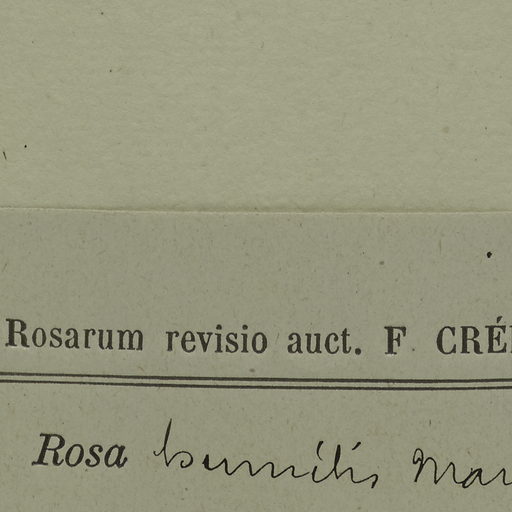 Rosarum revisio auct. F. CRÉ
Rosa humilis Mar